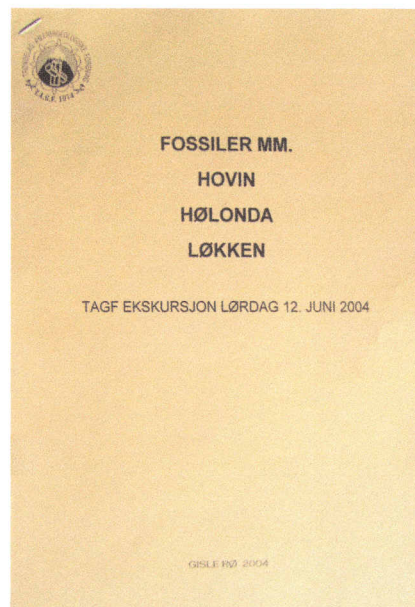 FOSSILER MM.
HOVIN
HØLONDA
LØKKEN
TAGF EKSKURSJON LØRDAG 12. JUNI 2004
GISLE RØ 2004